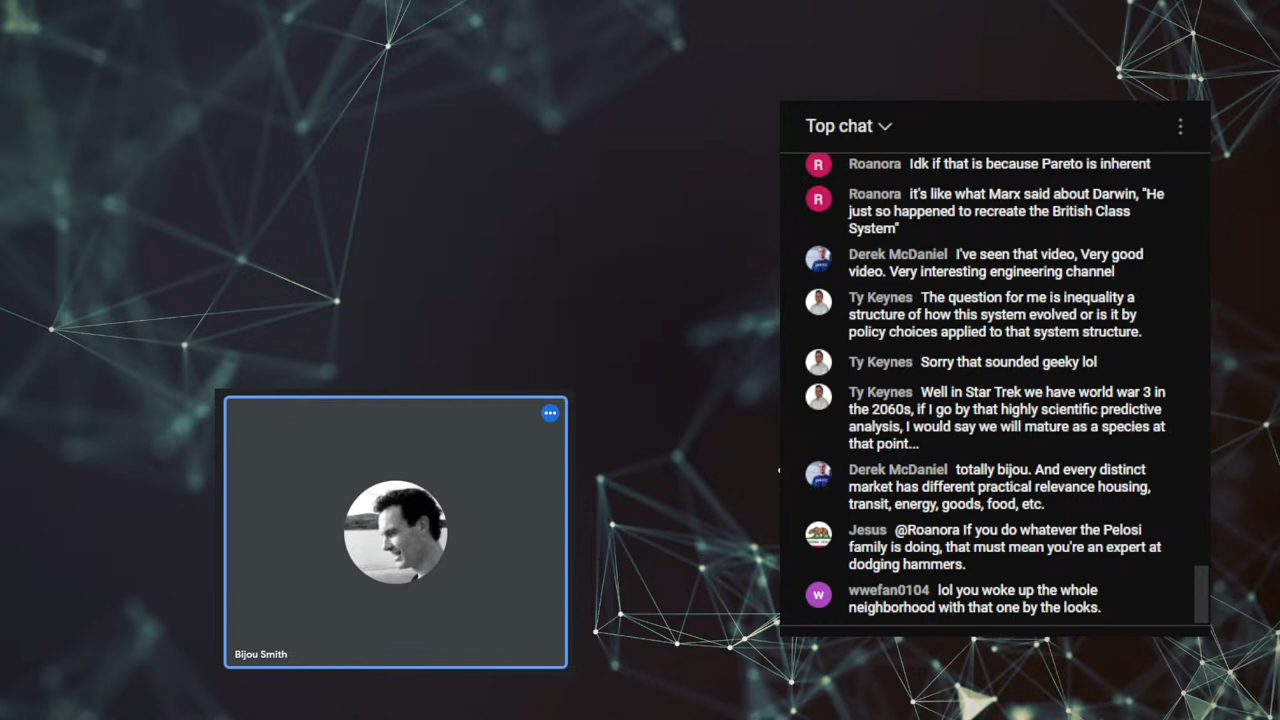 Top chat
R Roanora Idk if that is because Pareto is inherent
R Roanora it's like what Marx said about Darwin, "He
just so happened to recreate the British Class
System"
Derek McDaniel I've seen that video, Very good
video. Very interesting engineering channel
Ty Keynes The question for me is inequality a
structure of how this system evolved or is it by
policy choices applied to that system structure.
Ty Keynes Sorry that sounded geeky lol
Ty Keynes Well in Star Trek we have world war 3 in
the 2060s, if I go by that highly scientific predictive
analysis, I would say we will mature as a species at
that point...
Derek McDaniel totally bijou. And every distinct
market has different practical relevance housing,
transit, energy, goods, food, etc.
Jesus @Roanora If you do whatever the Pelosi
family is doing, that must mean you're an expert at
dodging hammers.
w wwefan0104 lol you woke up the whole
neighborhood with that one by the looks.
Bijou Smith